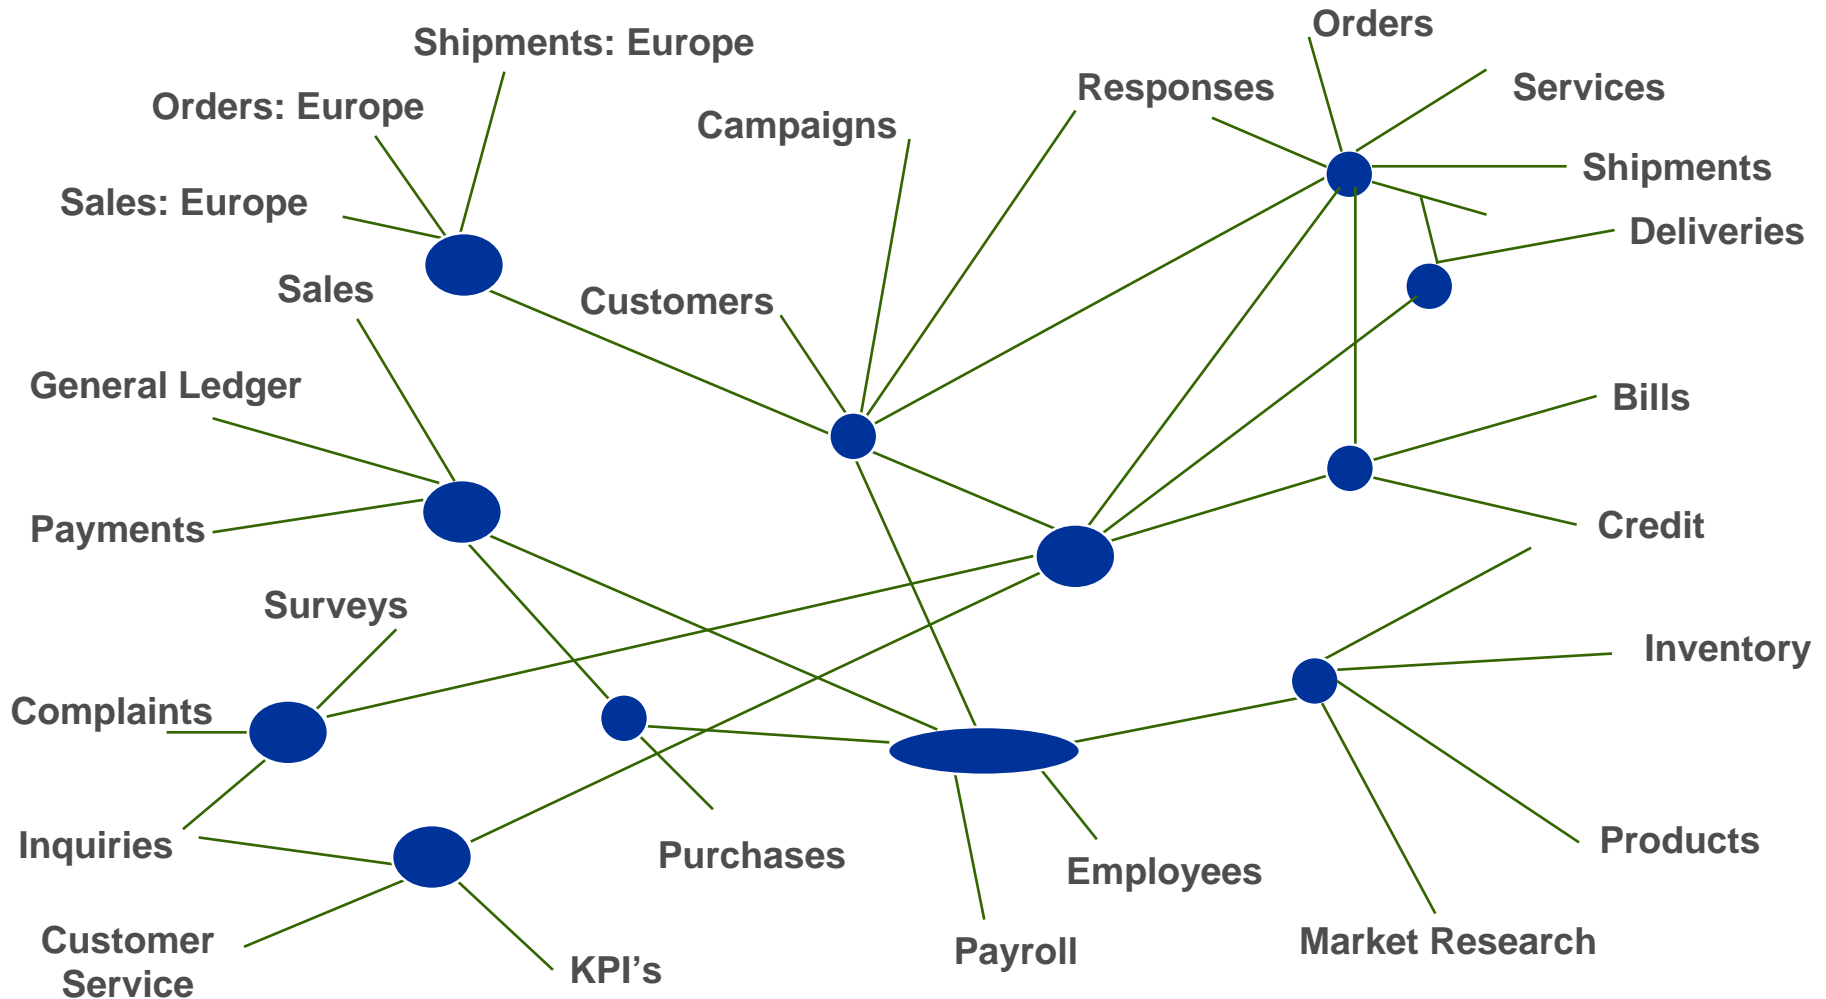 Orders
Shipments: Europe
Responses
Services
Orders: Europe
Campaigns
Shipments
Sales: Europe
Deliveries
Sales
Customers
General Ledger
Bills
Payments
Credit
Surveys
Inventory
Complaints
Inquiries
Purchases
Products
Employees
Customer
Service
KPI’s
Payroll
Market Research